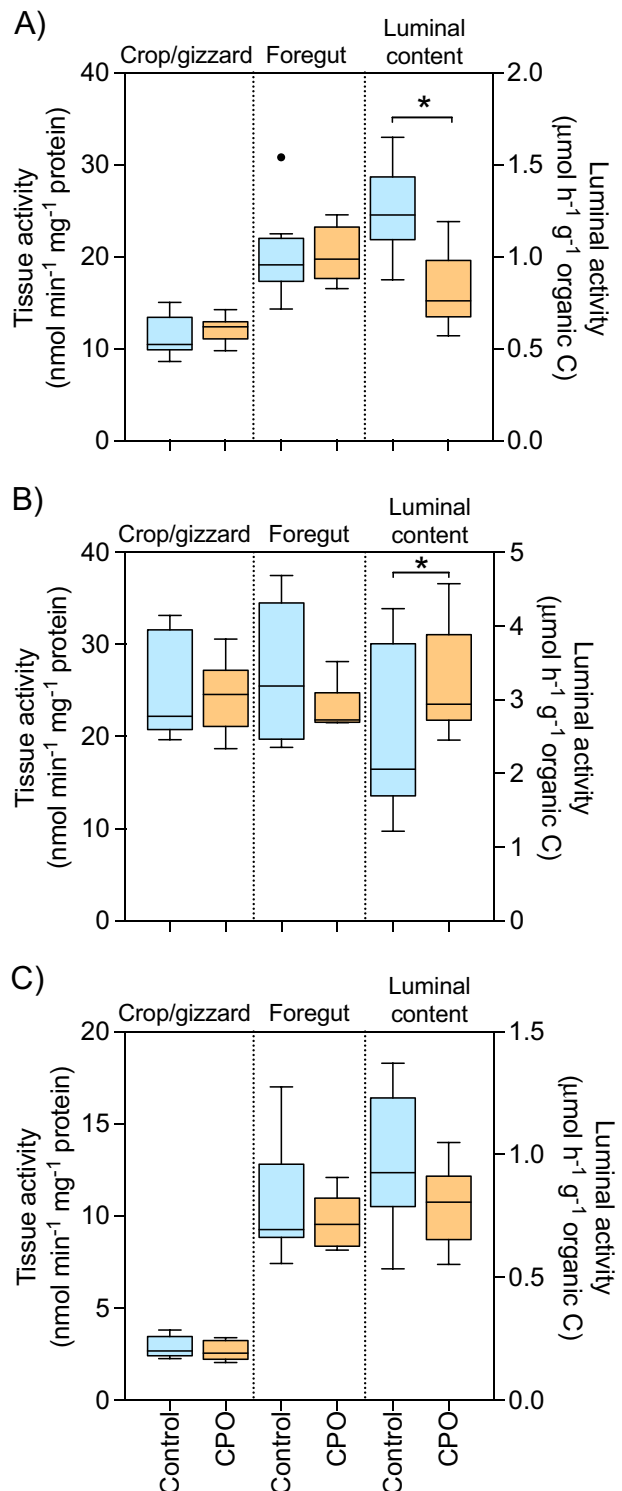 A)
Crop/gizzard Foregut Luminal
content
40
30
20
10
0
Tissue activity
(nmol min⁻¹ mg⁻¹ protein)
*
2.0
1.5
1.0
0.5
0.0
Luminal activity
(μmol h⁻¹ g⁻¹ organic C)
B)
Crop/gizzard Foregut Luminal
content
40
30
20
10
0
Tissue activity
(nmol min⁻¹ mg⁻¹ protein)
*
5
4
3
2
1
0
Luminal activity
(μmol h⁻¹ g⁻¹ organic C)
C)
Crop/gizzard Foregut Luminal
content
20
15
10
5
0
Tissue activity
(nmol min⁻¹ mg⁻¹ protein)
1.5
1.0
0.5
0.0
Luminal activity
(μmol h⁻¹ g⁻¹ organic C)
Control CPO Control CPO Control CPO